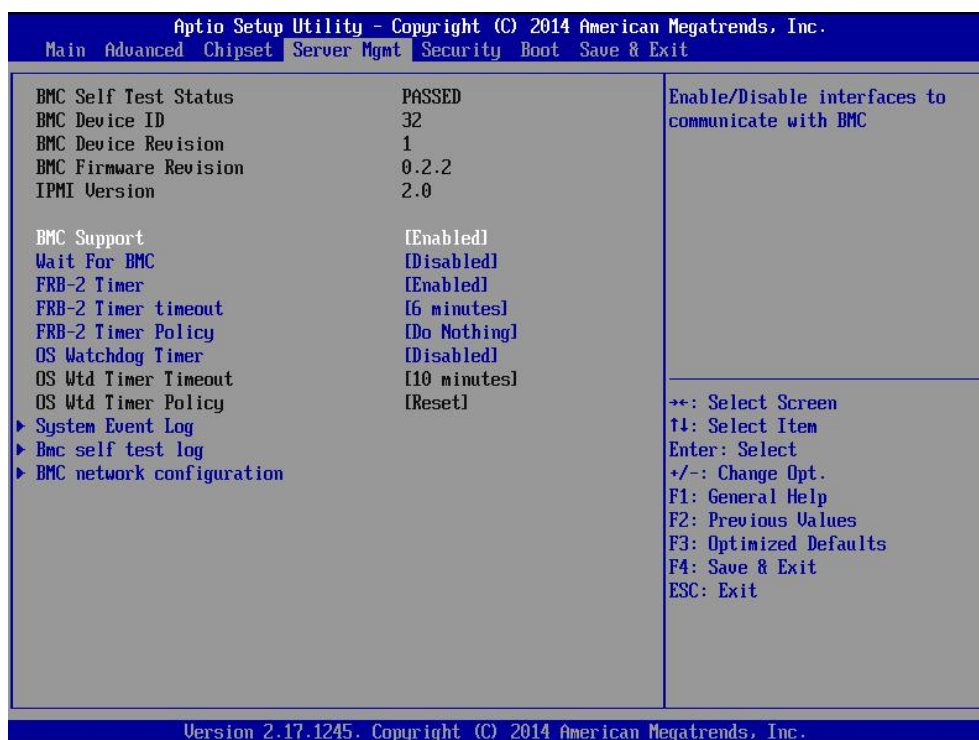 Aptio Setup Utility - Copyright (C) 2014 American Megatrends, Inc.
Main Advanced Chipset Server Mgmt Security Boot Save & Exit
BMC Self Test Status PASSED
BMC Device ID 32
BMC Device Revision 1
BMC Firmware Revision 0.2.2
IPMI Version 2.0
BMC Support [Enabled]
Wait For BMC [Disabled]
FRB-2 Timer [Enabled]
FRB-2 Timer timeout [6 minutes]
FRB-2 Timer Policy [Do Nothing]
OS Watchdog Timer [Disabled]
OS Wtd Timer Timeout [10 minutes]
OS Wtd Timer Policy [Reset]
System Event Log
Bmc self test log
BMC network configuration
Enable/Disable interfaces to
communicate with BMC
→←: Select Screen
↑↓: Select Item
Enter: Select
+/-: Change Opt.
F1: General Help
F2: Previous Values
F3: Optimized Defaults
F4: Save & Exit
ESC: Exit
Version 2.17.1245. Copyright (C) 2014 American Megatrends, Inc.